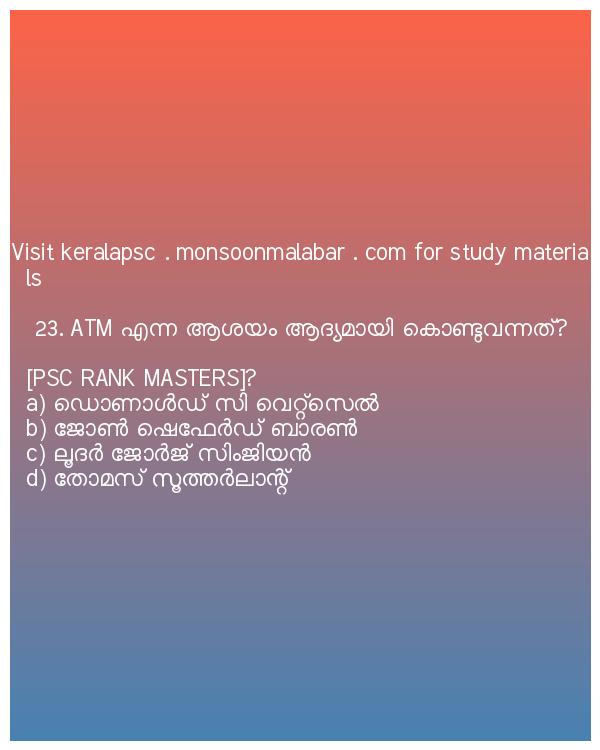 Visit keralapsc . monsoonmalabar . com for study materia
ls
23. ATM എന്ന ആശയം ആദ്യമായി കൊണ്ടുവന്നത്?
[PSC RANK MASTERS]?
a) ഡൊണാൾഡ് സി വെറ്റ്സെൽ
b) ജോൺ ഷെഫേർഡ് ബാരൺ
c) ലൂദർ ജോർജ് സിംജിയൻ
d) തോമസ് സൂത്തർലാന്റ്